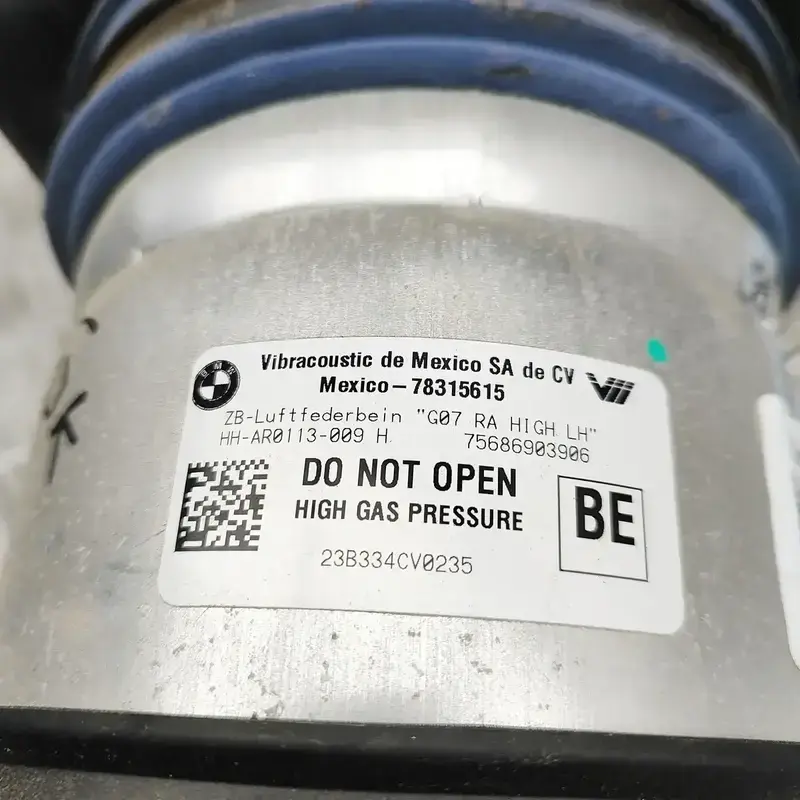 BMW
Vibracoustic de Mexico SA de CV
Mexico-78315615
ZB-Luftfederbein "G07 RA HIGH LH"
HH-AR0113-009 H 75686903906
DO NOT OPEN
HIGH GAS PRESSURE
BE
23B334CV0235